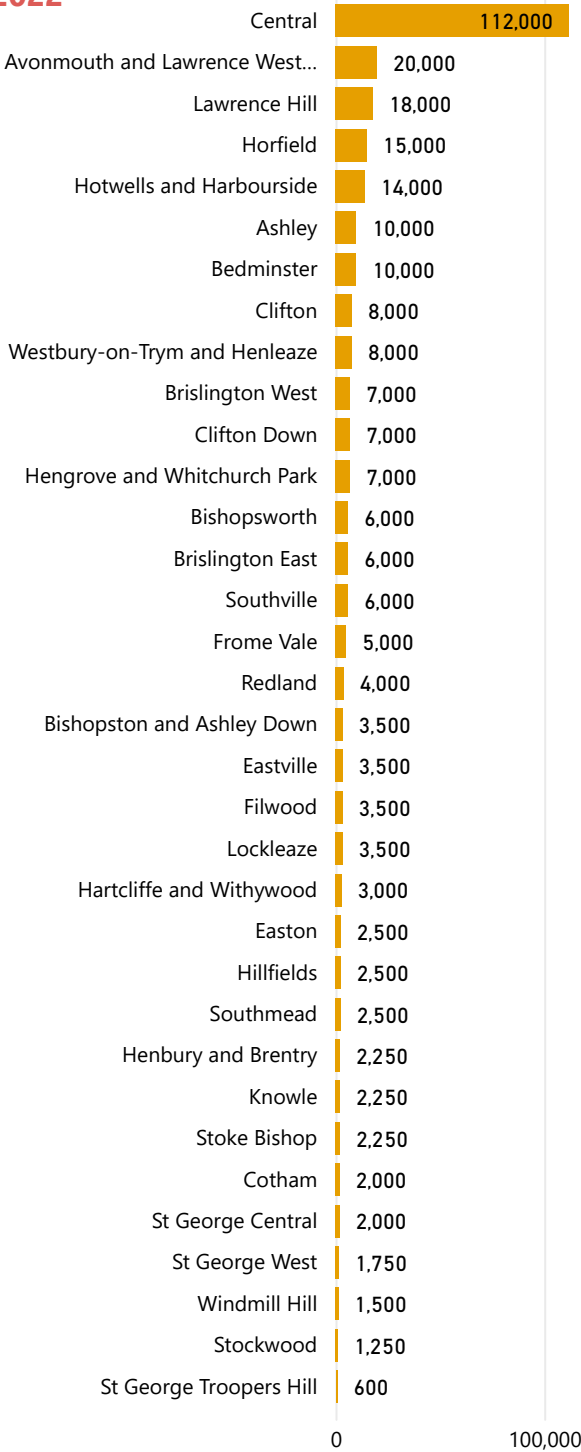 Central 112,000
Avonmouth and Lawrence West... 20,000
Lawrence Hill 18,000
Horfield 15,000
Hotwells and Harbourside 14,000
Ashley 10,000
Bedminster 10,000
Clifton 8,000
Westbury-on-Trym and Henleaze 8,000
Brislington West 7,000
Clifton Down 7,000
Hengrove and Whitchurch Park 7,000
Bishopsworth 6,000
Brislington East 6,000
Southville 6,000
Frome Vale 5,000
Redland 4,000
Bishopston and Ashley Down 3,500
Eastville 3,500
Filwood 3,500
Lockleaze 3,500
Hartcliffe and Withywood 3,000
Easton 2,500
Hillfields 2,500
Southmead 2,500
Henbury and Brentry 2,250
Knowle 2,250
Stoke Bishop 2,250
Cotham 2,000
St George Central 2,000
St George West 1,750
Windmill Hill 1,500
Stockwood 1,250
St George Troopers Hill 600
0 100,000